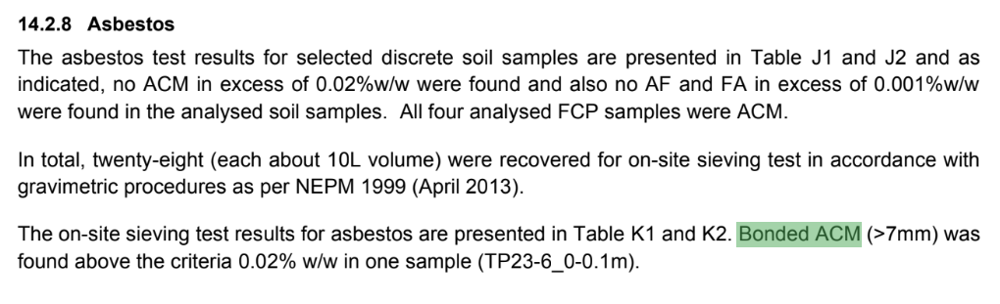 14.2.8 Asbestos
The asbestos test results for selected discrete soil samples are presented in Table J1 and J2 and as
indicated, no ACM in excess of 0.02%w/w were found and also no AF and FA in excess of 0.001%w/w
were found in the analysed soil samples. All four analysed FCP samples were ACM.
In total, twenty-eight (each about 10L volume) were recovered for on-site sieving test in accordance with
gravimetric procedures as per NEPM 1999 (April 2013).
The on-site sieving test results for asbestos are presented in Table K1 and K2. Bonded ACM (>7mm) was
found above the criteria 0.02% w/w in one sample (TP23-6_0-0.1m).